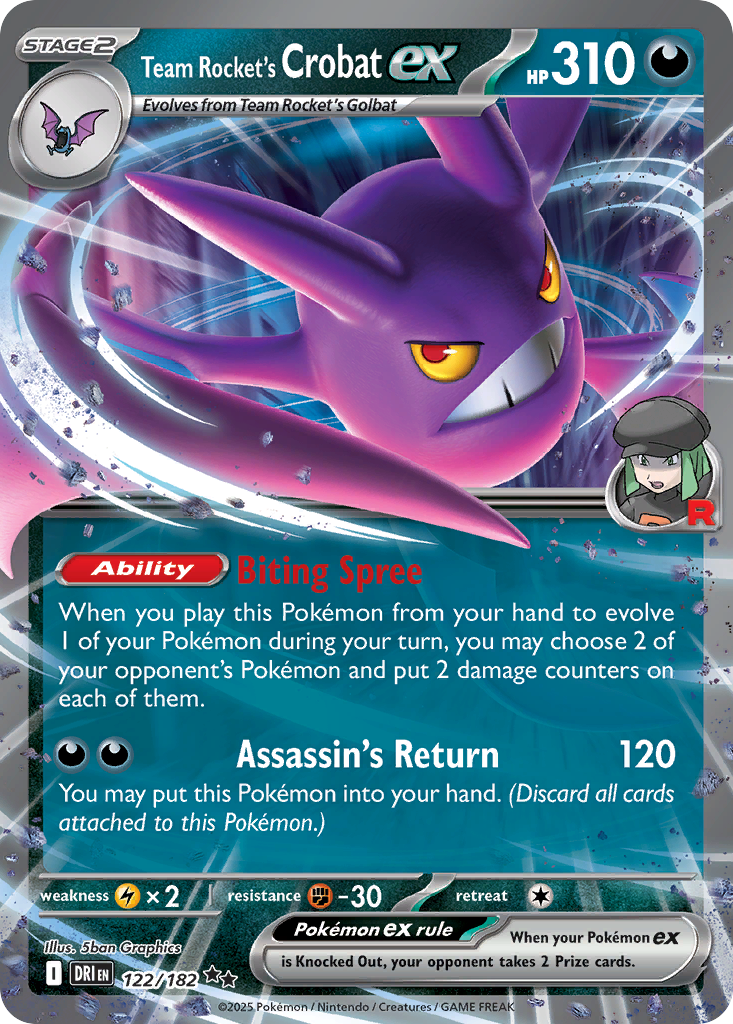 STAGE2
Team Rocket's Crobat ex
HP310
Evolves from Team Rocket's Golbat
R
Ability Biting Spree
When you play this Pokémon from your hand to evolve
1 of your Pokémon during your turn, you may choose 2 of
your opponent's Pokémon and put 2 damage counters on
each of them.
Assassin's Return 120
You may put this Pokémon into your hand. (Discard all cards
attached to this Pokémon.)
weakness ×2 resistance -30 retreat
Pokémon ex rule
When your Pokémon ex
is Knocked Out, your opponent takes 2 Prize cards.
Illus. 5ban Graphics
I DRI EN 122/182
©2025 Pokémon / Nintendo / Creatures / GAME FREAK